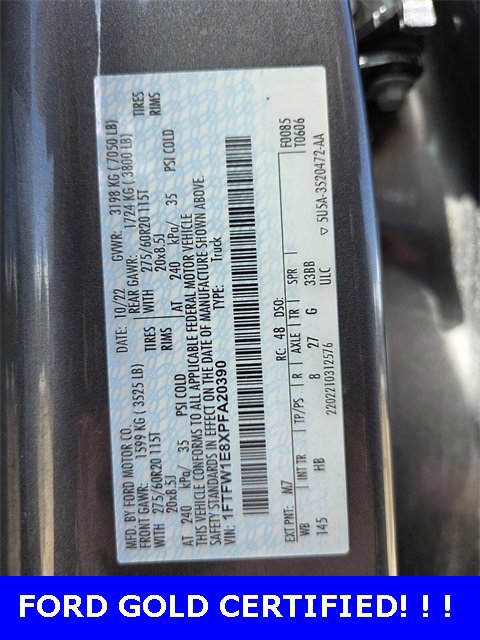 MFD. BY FORD MOTOR CO.
10/22 GVWR: 3198 KG ( 7050 LB)
FRONT GAWR: REAR GAWR:
1599 KG ( 3525 LB) 1724 KG ( 3800 LB)
WITH 275/60R20 115T TIRES WITH 275/60R20 115T TIRES
20x8.5J RIMS 20x8.5J RIMS
AT 240 kPa/ 35 PSI COLD AT 240 kPa/ 35 PSI COLD
THIS VEHICLE CONFORMS TO ALL APPLICABLE FEDERAL MOTOR VEHICLE
SAFETY STANDARDS IN EFFECT ON THE DATE OF MANUFACTURE SHOWN ABOVE.
VIN: 1FTFW1E8XPFA20390 TYPE: Truck
F0085
T0606
EXT PNT: M7 RC: 48 DSO:
WB INT TR TP/PS R AXLE TR SPR
145 HB 8 27 G 33BB
2202210312576 ULC
▽ 5U5A-3520472-AA
FORD GOLD CERTIFIED! ! !